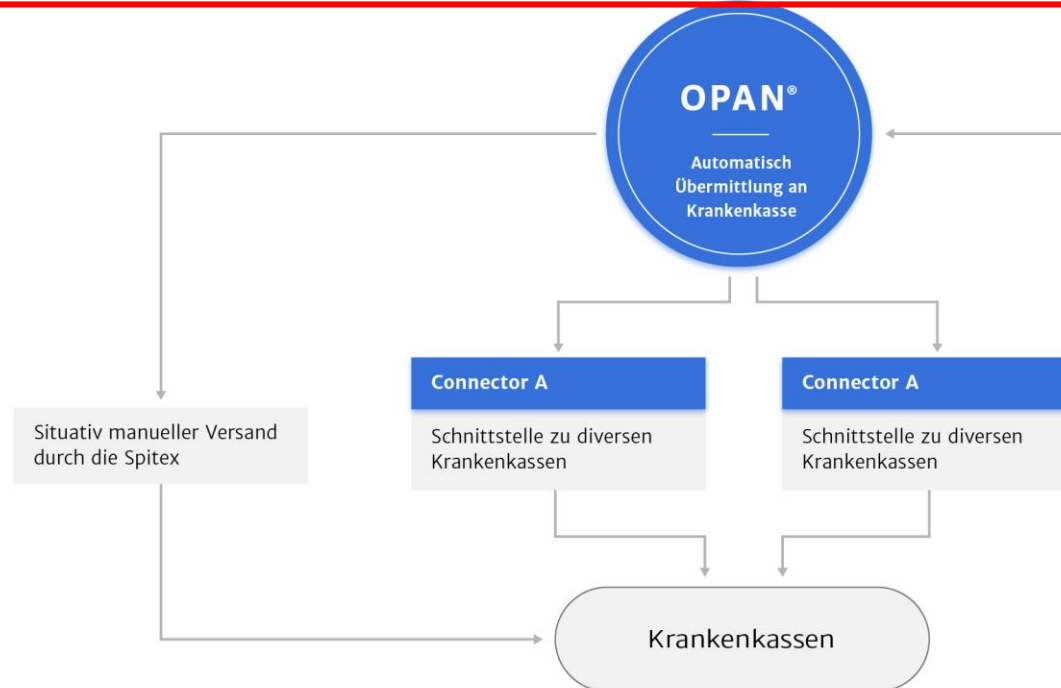 OPAN®
Automatisch
Übermittlung an
Krankenkasse
Situativ manueller Versand
durch die Spitex
Connector A
Schnittstelle zu diversen
Krankenkassen
Connector A
Schnittstelle zu diversen
Krankenkassen
Krankenkassen